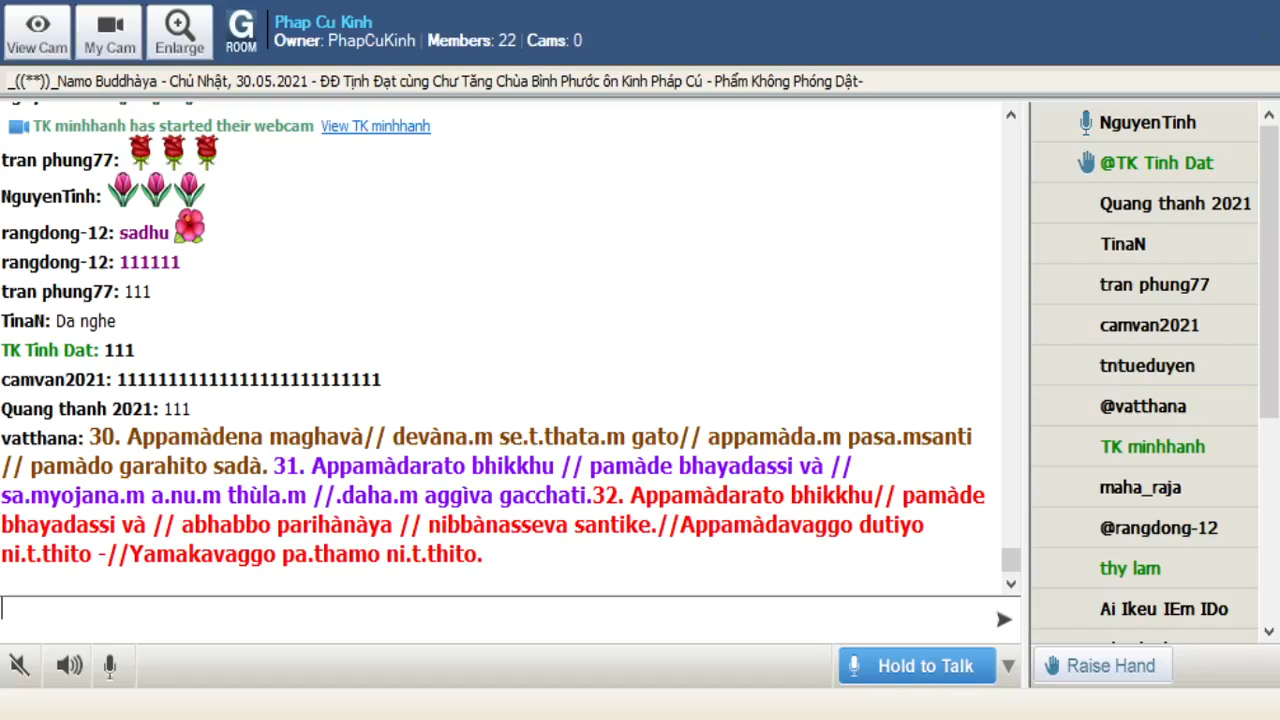 View Cam
My Cam
Enlarge
G
ROOM
Phap Cu Kinh
Owner: PhapCuKinh | Members: 22 | Cams: 0
_((**))_Namo Buddhàya - Chủ Nhật, 30.05.2021 - ĐĐ Tịnh Đạt cùng Chư Tăng Chùa Bình Phước ôn Kinh Pháp Cú - Phẩm Không Phóng Dật-
TK minhhanh has started their webcam View TK minhhanh
tran phung77:
NguyenTinh:
rangdong-12: sadhu
rangdong-12: 111111
tran phung77: 111
TinaN: Da nghe
TK Tinh Dat: 111
camvan2021: 11111111111111111111111111
Quang thanh 2021: 111
vatthana: 30. Appamàdena maghavà// devàna.m se.t.thata.m gato// appamàda.m pasa.msanti
// pamàdo garahito sadà. 31. Appamàdarato bhikkhu // pamàde bhayadassi và //
sa.myojana.m a.nu.m thùla.m //.daha.m aggìva gacchati.32. Appamàdarato bhikkhu// pamàde
bhayadassi và // abhabbo parihànàya // nibbànasseva santike.//Appamàdavaggo dutiyo
ni.t.thito -//Yamakavaggo pa.thamo ni.t.thito.
Hold to Talk
NguyenTinh
@TK Tinh Dat
Quang thanh 2021
TinaN
tran phung77
camvan2021
tntueduyen
@vatthana
TK minhhanh
maha_raja
@rangdong-12
thy lam
Ai Ikeu IEm IDo
Raise Hand